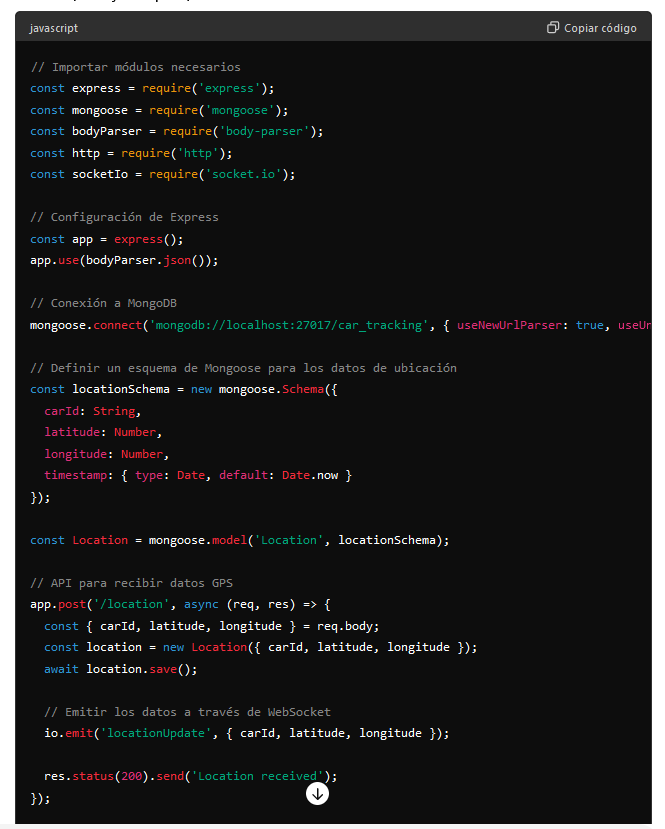 javascript
Copiar código
// Importar módulos necesarios
const express = require('express');
const mongoose = require('mongoose');
const bodyParser = require('body-parser');
const http = require('http');
const socketIo = require('socket.io');
// Configuración de Express
const app = express();
app.use(bodyParser.json());
// Conexión a MongoDB
mongoose.connect('mongodb://localhost:27017/car_tracking', { useNewUrlParser: true, useUr
// Definir un esquema de Mongoose para los datos de ubicación
const locationSchema = new mongoose.Schema({
  carId: String,
  latitude: Number,
  longitude: Number,
  timestamp: { type: Date, default: Date.now }
});
const Location = mongoose.model('Location', locationSchema);
// API para recibir datos GPS
app.post('/location', async (req, res) => {
  const { carId, latitude, longitude } = req.body;
  const location = new Location({ carId, latitude, longitude });
  await location.save();
  // Emitir los datos a través de WebSocket
  io.emit('locationUpdate', { carId, latitude, longitude });
  res.status(200).send('Location received');
});